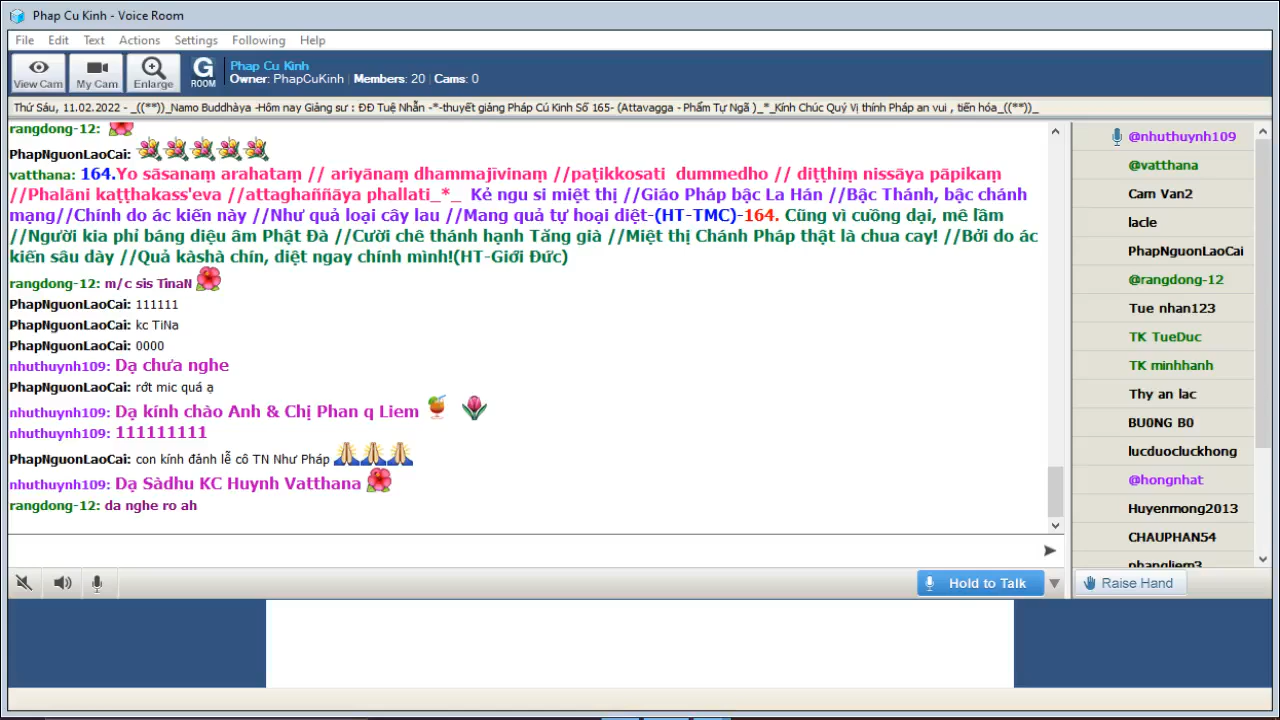 Phap Cu Kinh - Voice Room
File Edit Text Actions Settings Following Help
View Cam My Cam Enlarge G ROOM
Phap Cu Kinh
Owner: PhapCuKinh | Members: 20 | Cams: 0
Thứ Sáu, 11.02.2022 - _((**))_Namo Buddhàya -Hôm nay Giảng sư : ĐĐ Tuệ Nhẫn -*-thuyết giảng Pháp Cú Kinh Số 165- (Attavagga - Phẩm Tự Ngã )_*_Kính Chúc Quý Vị thính Pháp an vui , tiến hóa_((**))_
rangdong-12:
PhapNguonLaoCai:
vatthana: 164.Yo sāsanaṃ arahataṃ // ariyānaṃ dhammajīvinaṃ //paṭikkosati dummedho // diṭṭhiṃ nissāya pāpikaṃ
//Phalāni kaṭṭhakass'eva //attaghaññāya phallati_*_ Kẻ ngu si miệt thị //Giáo Pháp bậc La Hán //Bậc Thánh, bậc chánh
mạng//Chính do ác kiến này //Như quả loại cây lau //Mang quả tự hoại diệt-(HT-TMC)-164. Cũng vì cuồng dại, mê lầm
//Người kia phỉ báng diệu âm Phật Đà //Cười chê thánh hạnh Tăng già //Miệt thị Chánh Pháp thật là chua cay! //Bởi do ác
kiến sâu dày //Quả kàshà chín, diệt ngay chính mình!(HT-Giới Đức)
rangdong-12: m/c sis TinaN
PhapNguonLaoCai: 111111
PhapNguonLaoCai: kc TiNa
PhapNguonLaoCai: 0000
nhuthuynh109: Dạ chưa nghe
PhapNguonLaoCai: rớt mic quá ạ
nhuthuynh109: Dạ kính chào Anh & Chị Phan q Liem
nhuthuynh109: 111111111
PhapNguonLaoCai: con kính đảnh lễ cô TN Như Pháp
nhuthuynh109: Dạ Sàdhu KC Huynh Vatthana
rangdong-12: da nghe ro ah
@nhuthuynh109
@vatthana
Cam Van2
lacle
PhapNguonLaoCai
@rangdong-12
Tue nhan123
TK TueDuc
TK minhhanh
Thy an lac
BU0NG B0
lucduocluckhong
@hongnhat
Huyenmong2013
CHAUPHAN54
phangliem3
Hold to Talk
Raise Hand